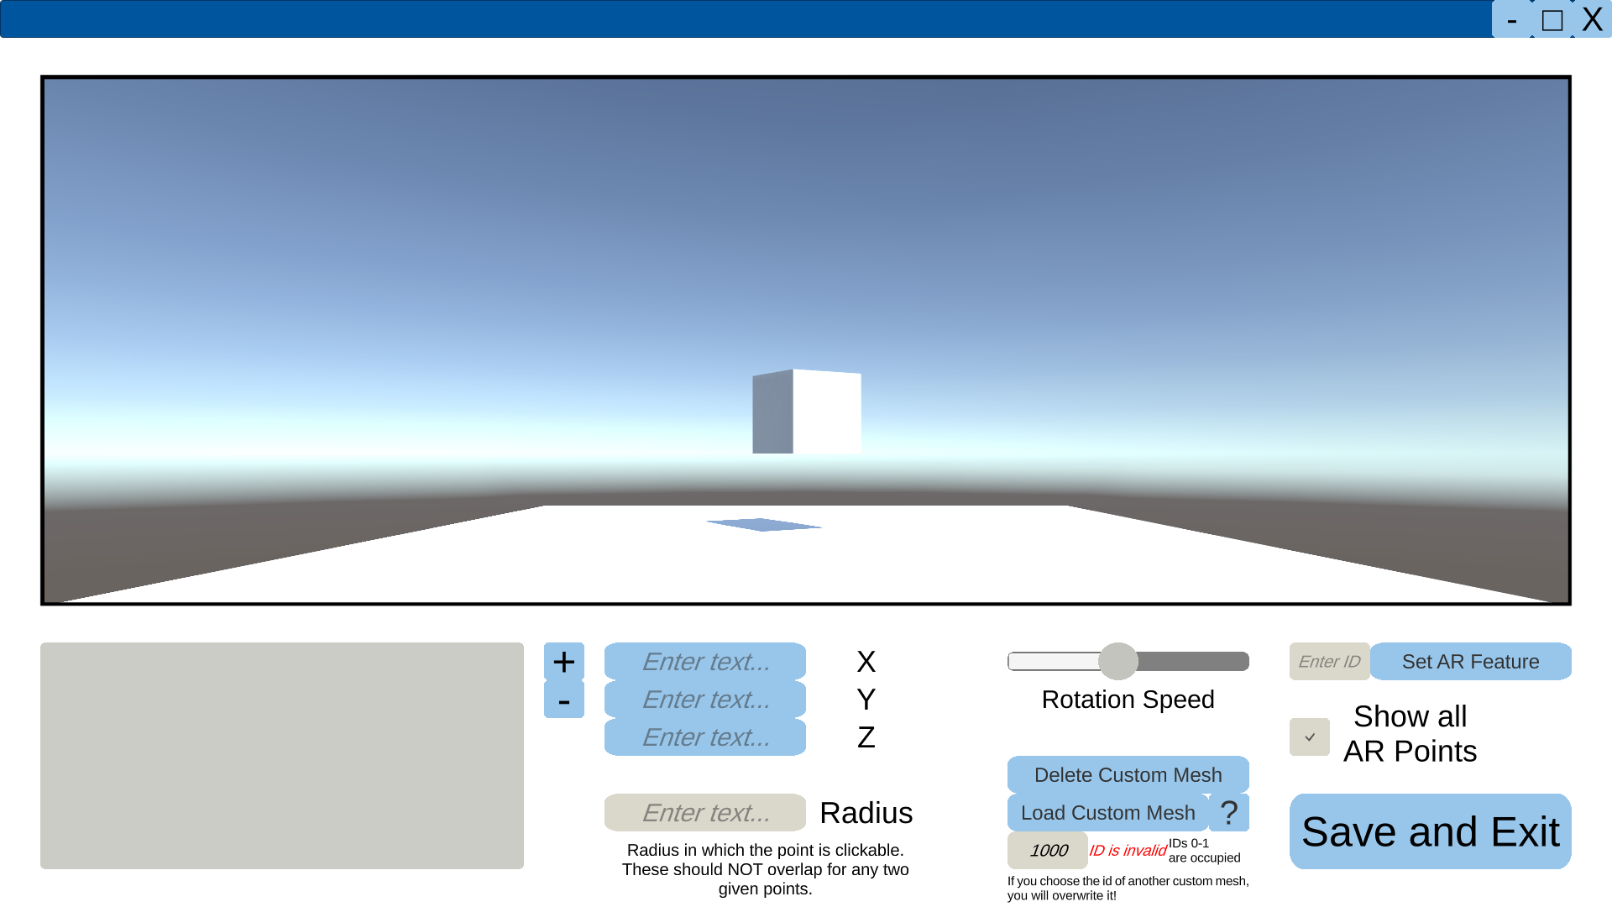 - □ X
+
-
Enter text...
X
Enter text...
Y
Enter text...
Z
Enter text...
Radius
Radius in which the point is clickable.
These should NOT overlap for any two
given points.
Rotation Speed
Delete Custom Mesh
Load Custom Mesh
?
1000
ID is invalid
IDs 0-1
are occupied
If you choose the id of another custom mesh,
you will overwrite it!
Enter ID
Set AR Feature
Show all
AR Points
Save and Exit